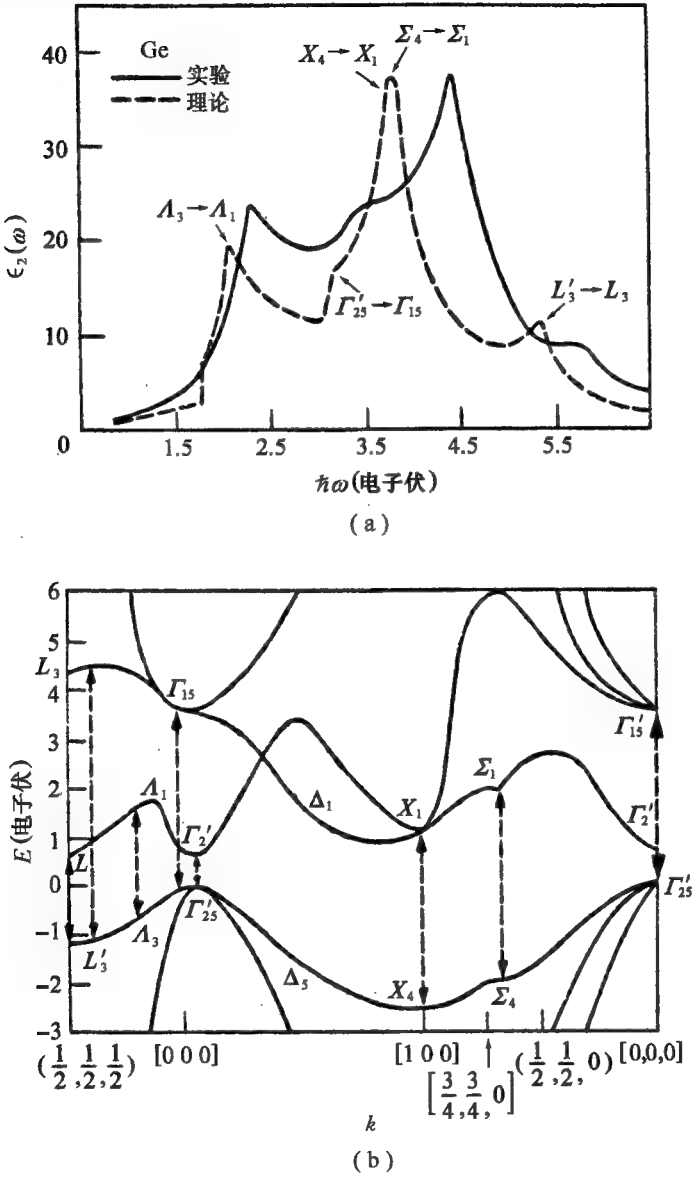 40
30
20
10
0
ϵ₂(ω)
Ge
实验
理论
X₄→X₁
Σ₄→Σ₁
Λ₃→Λ₁
Γ′₂₅→Γ₁₅
L′₃→L₃
1.5 2.5 3.5 4.5 5.5
ħω(电子伏)
(a)
6
5
4
3
2
1
0
−1
−2
−3
E(电子伏)
L₃
Γ₁₅
Γ′₁₅
Λ₁
Γ₂′
Δ₁
X₁
Σ₁
Γ₂′
L
Γ′₂₅
Γ′₂₅
L₃′
Λ₃
Δ₅
X₄
Σ₄
(1/2,1/2,1/2) [0 0 0] [1 0 0] [3/4,3/4,0] (1/2,1/2,0) [0,0,0]
k
(b)